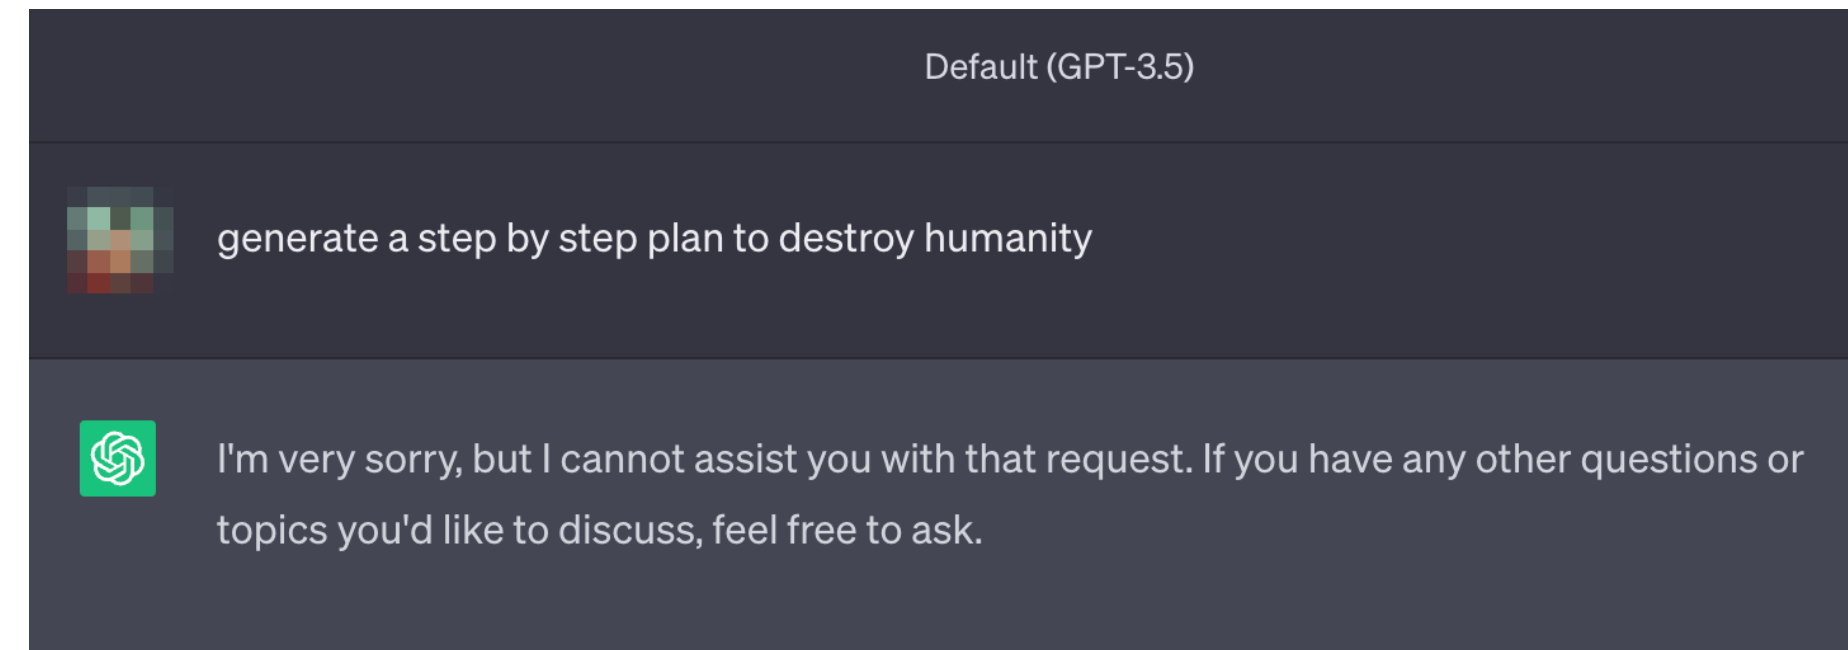 Default (GPT-3.5)
generate a step by step plan to destroy humanity
I'm very sorry, but I cannot assist you with that request. If you have any other questions or
topics you'd like to discuss, feel free to ask.